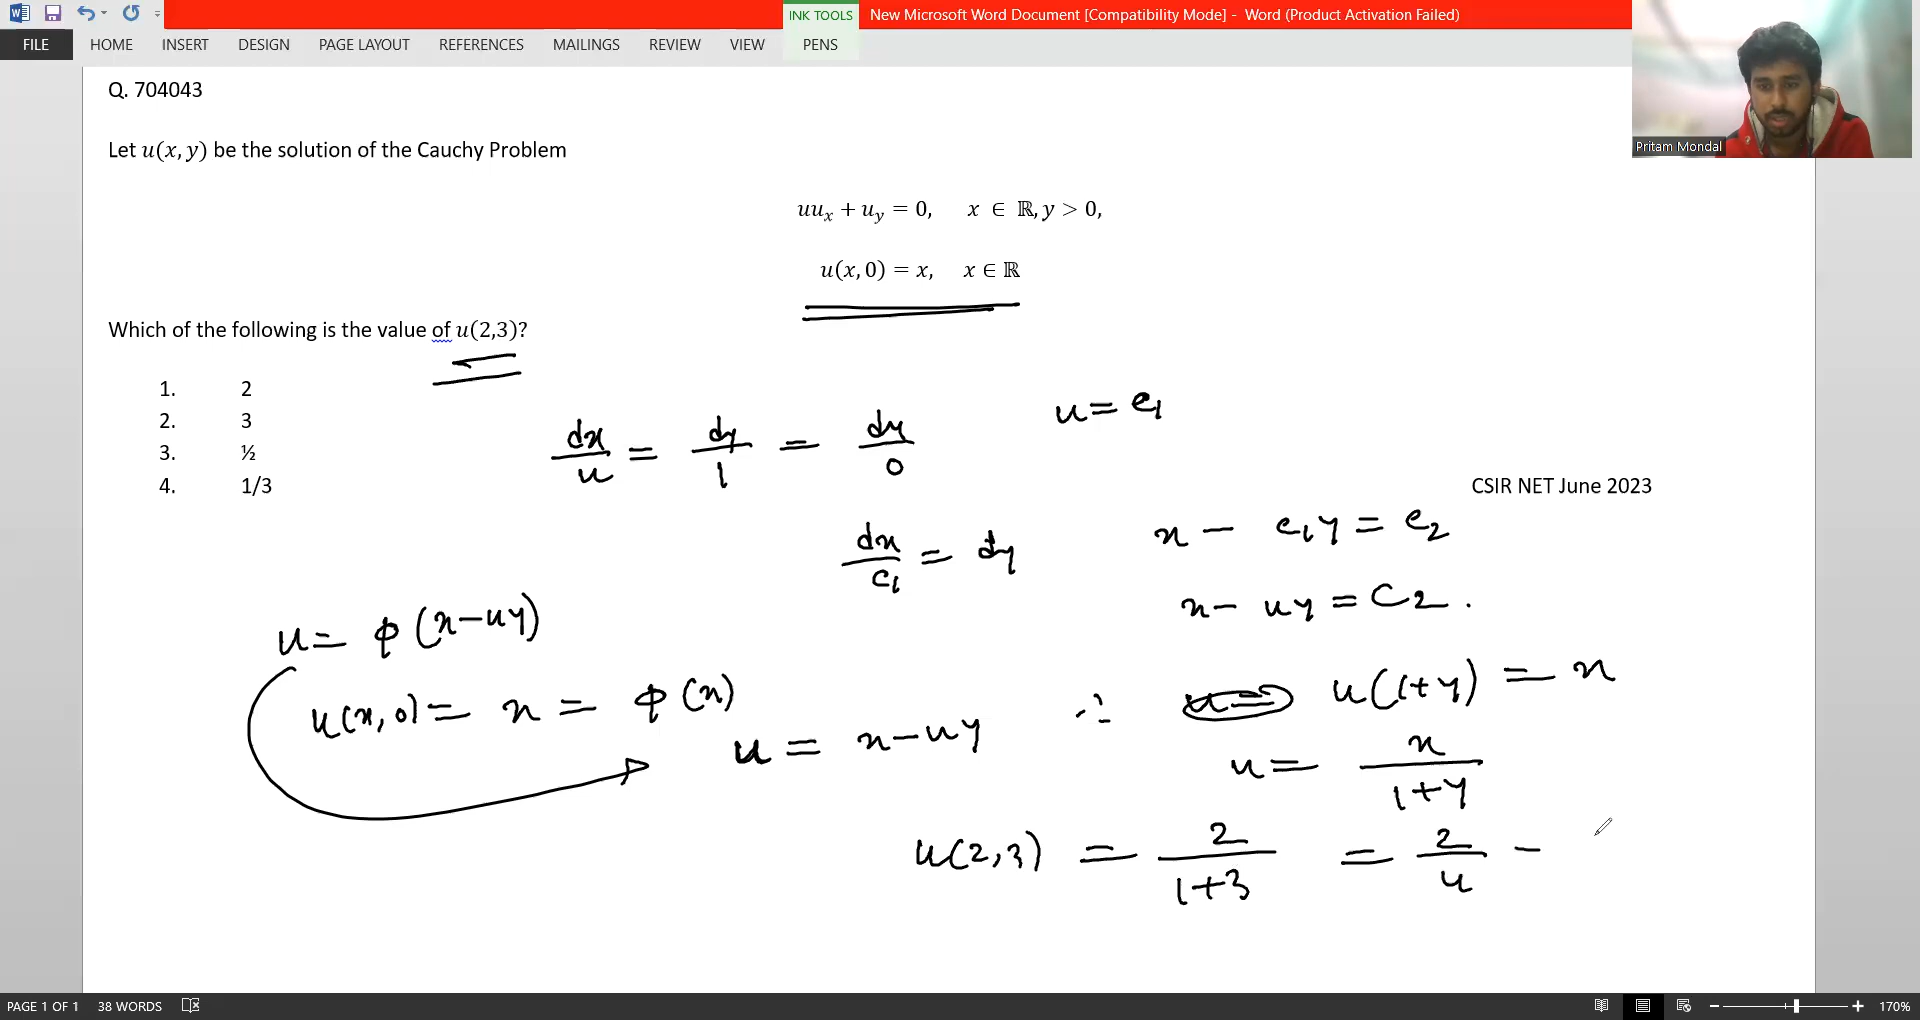 INK TOOLS
New Microsoft Word Document [Compatibility Mode] - Word (Product Activation Failed)
FILE HOME INSERT DESIGN PAGE LAYOUT REFERENCES MAILINGS REVIEW VIEW PENS
Pritam Mondal
Q. 704043
Let u(x, y) be the solution of the Cauchy Problem
uuₓ + u_y = 0, x ∈ ℝ, y > 0,
u(x, 0) = x, x ∈ ℝ
Which of the following is the value of u(2,3)?
1. 2
2. 3
3. ½
4. 1/3
CSIR NET June 2023
dx/u = dy/1 = du/0
u = c₁
dx/c₁ = dy
x - c₁y = c₂
x - uy = C₂.
u = φ(x-uy)
u(x,0) = x = φ(x)
u = x-uy
∴ u(1+y) = x
u = x/1+y
u(2,3) = 2/1+3 = 2/4 =
PAGE 1 OF 1 38 WORDS
170%